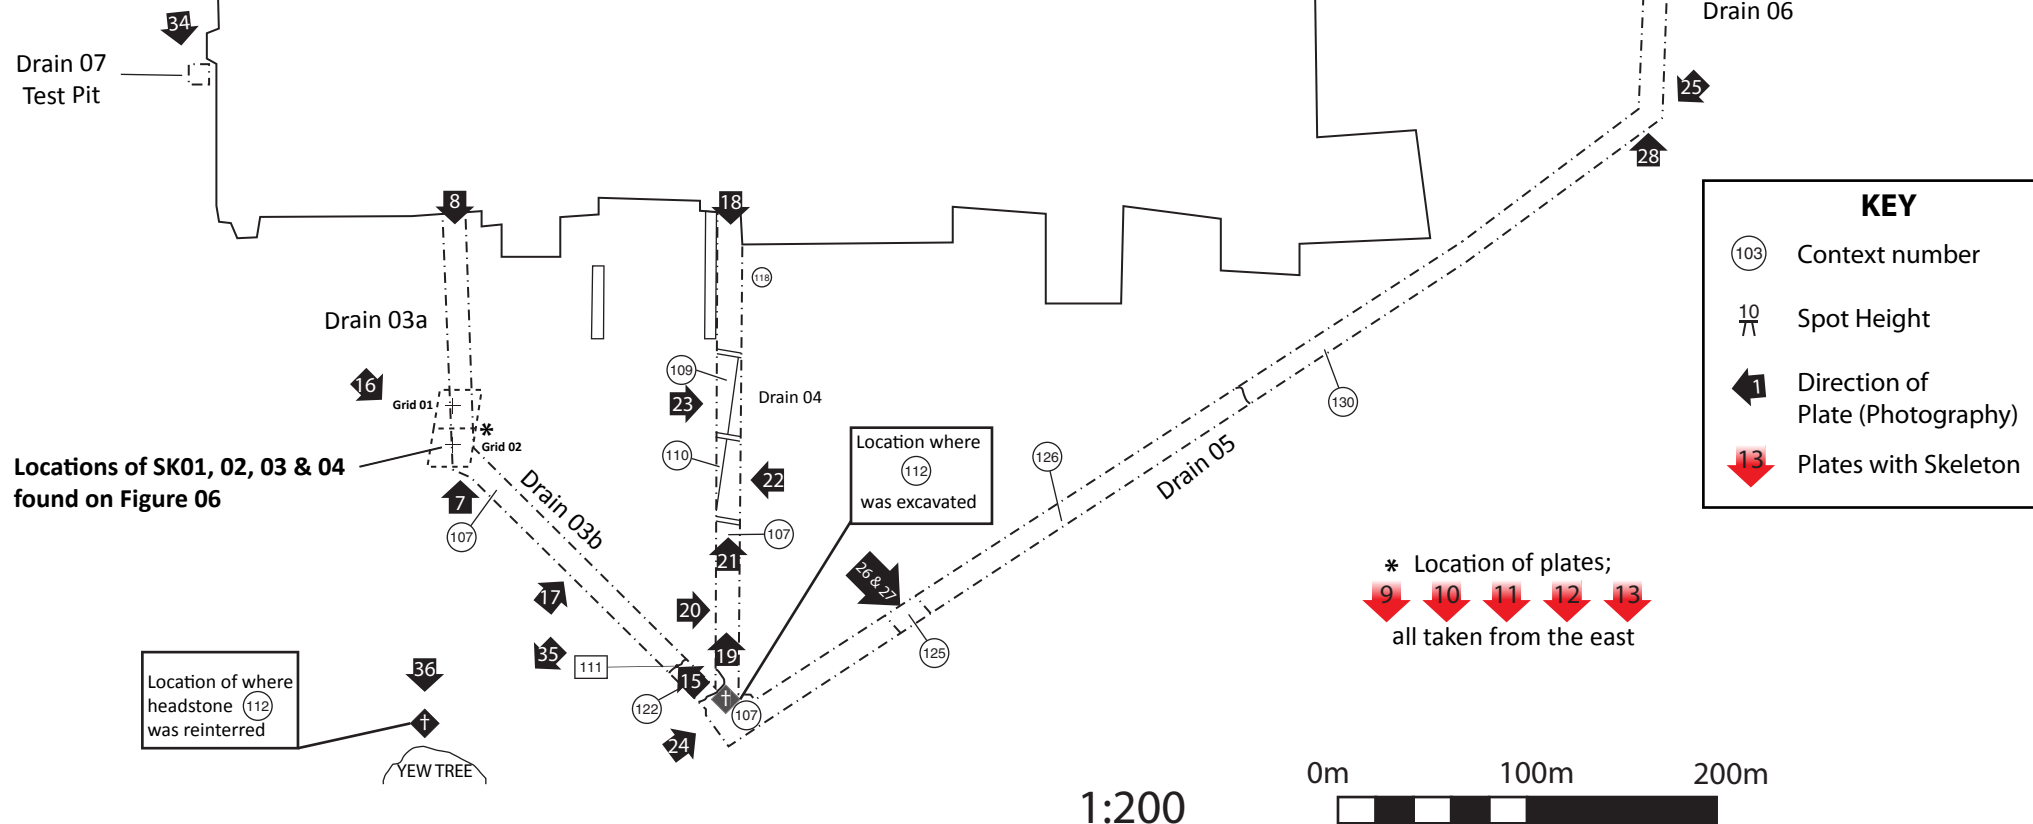 34
Drain 07
Test Pit
Drain 06
25
28
8
18
118
Drain 03a
16
Grid 01
*
Grid 02
Locations of SK01, 02, 03 & 04
found on Figure 06
7
107
Drain 03b
109
23
Drain 04
110
22
107
21
Location where
112
was excavated
17
20
35
19
111
15
122
107
24
26 & 27
125
126
Drain 05
130
36
Location of where
headstone 112
was reinterred
YEW TREE
KEY
103 Context number
10 Spot Height
1 Direction of
Plate (Photography)
13 Plates with Skeleton
* Location of plates;
9 10 11 12 13
all taken from the east
0m 100m 200m
1:200